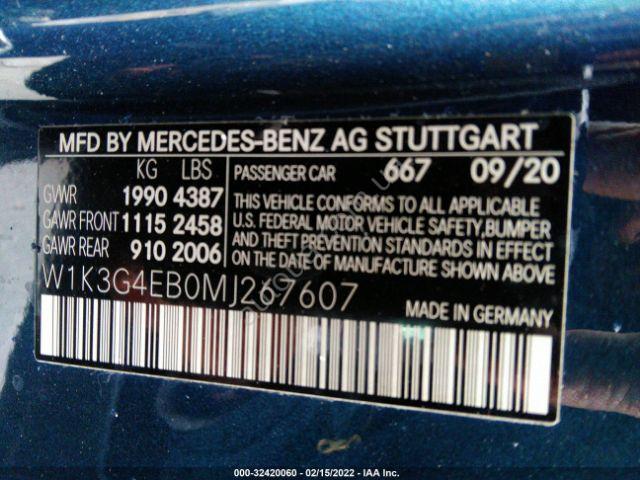 MFD BY MERCEDES-BENZ AG STUTTGART
KG LBS
GVWR 1990 4387
GAWR FRONT 1115 2458
GAWR REAR 910 2006
PASSENGER CAR 667 09/20
THIS VEHICLE CONFORMS TO ALL APPLICABLE
U.S. FEDERAL MOTOR VEHICLE SAFETY,BUMPER
AND THEFT PREVENTION STANDARDS IN EFFECT
ON THE DATE OF MANUFACTURE SHOWN ABOVE.
W1K3G4EB0MJ267607
MADE IN GERMANY
000-32420060 - 02/15/2022 - IAA Inc.